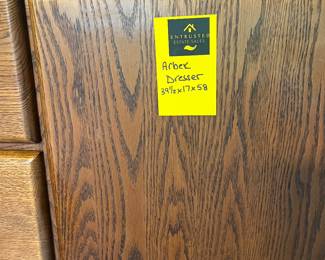 ENTRUSTED
ESTATE SALES
Arbek
Dresser
39½x17x58